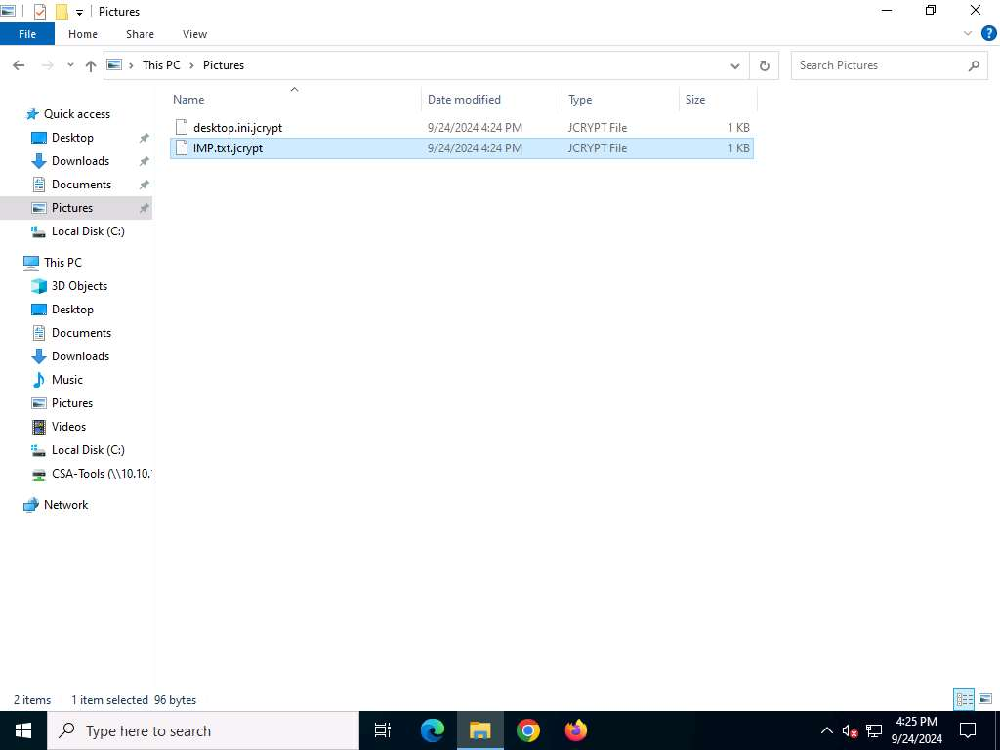 Pictures
File Home Share View
This PC Pictures
Search Pictures
Name Date modified Type Size
desktop.ini.jcrypt 9/24/2024 4:24 PM JCRYPT File 1 KB
IMP.txt.jcrypt 9/24/2024 4:24 PM JCRYPT File 1 KB
Quick access
Desktop
Downloads
Documents
Pictures
Local Disk (C:)
This PC
3D Objects
Desktop
Documents
Downloads
Music
Pictures
Videos
Local Disk (C:)
CSA-Tools (\\10.10.
Network
2 items 1 item selected 96 bytes
Type here to search
4:25 PM
9/24/2024